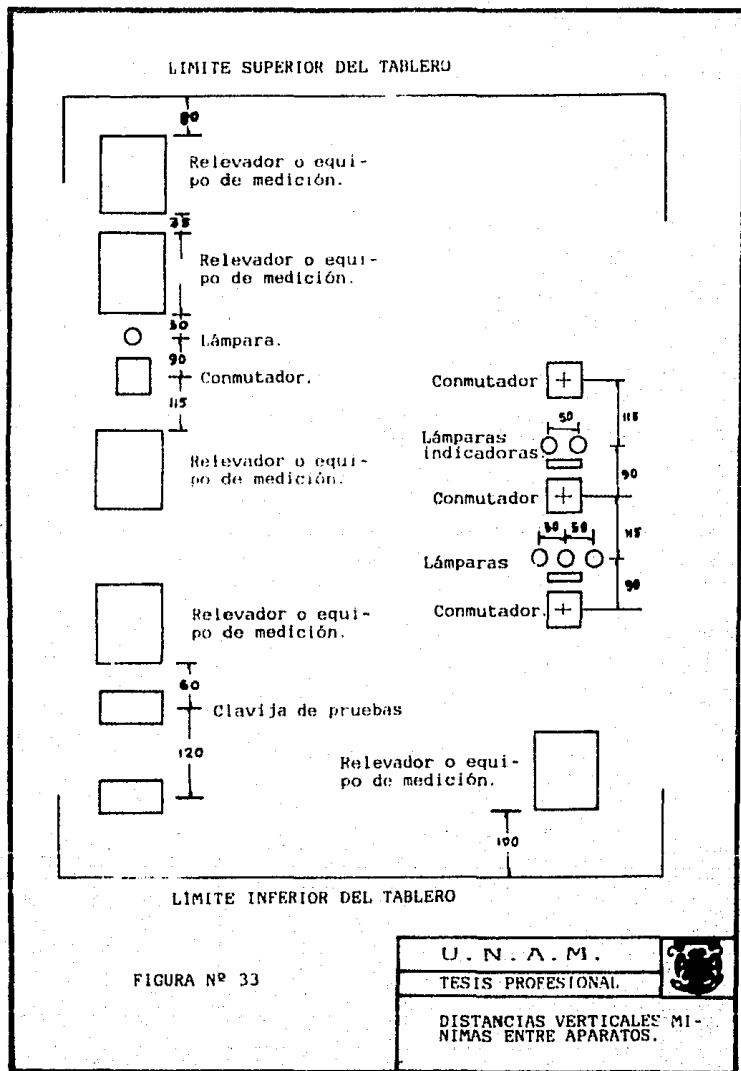 LIMITE SUPERIOR DEL TABLERO
80
Relevador o equi-
po de medición.
35
Relevador o equi-
po de medición.
50
Lámpara.
90
Conmutador.
115
Relevador o equi-
po de medición.
Relevador o equi-
po de medición.
60
Clavija de pruebas
120
Conmutador
115
50
Lámparas
indicadoras.
90
Conmutador
115
50 50
Lámparas
90
Conmutador.
Relevador o equi-
po de medición.
100
LÍMITE INFERIOR DEL TABLERO
FIGURA Nº 33
U.N.A.M.
TESIS PROFESIONAL
DISTANCIAS VERTICALES MI-
NIMAS ENTRE APARATOS.